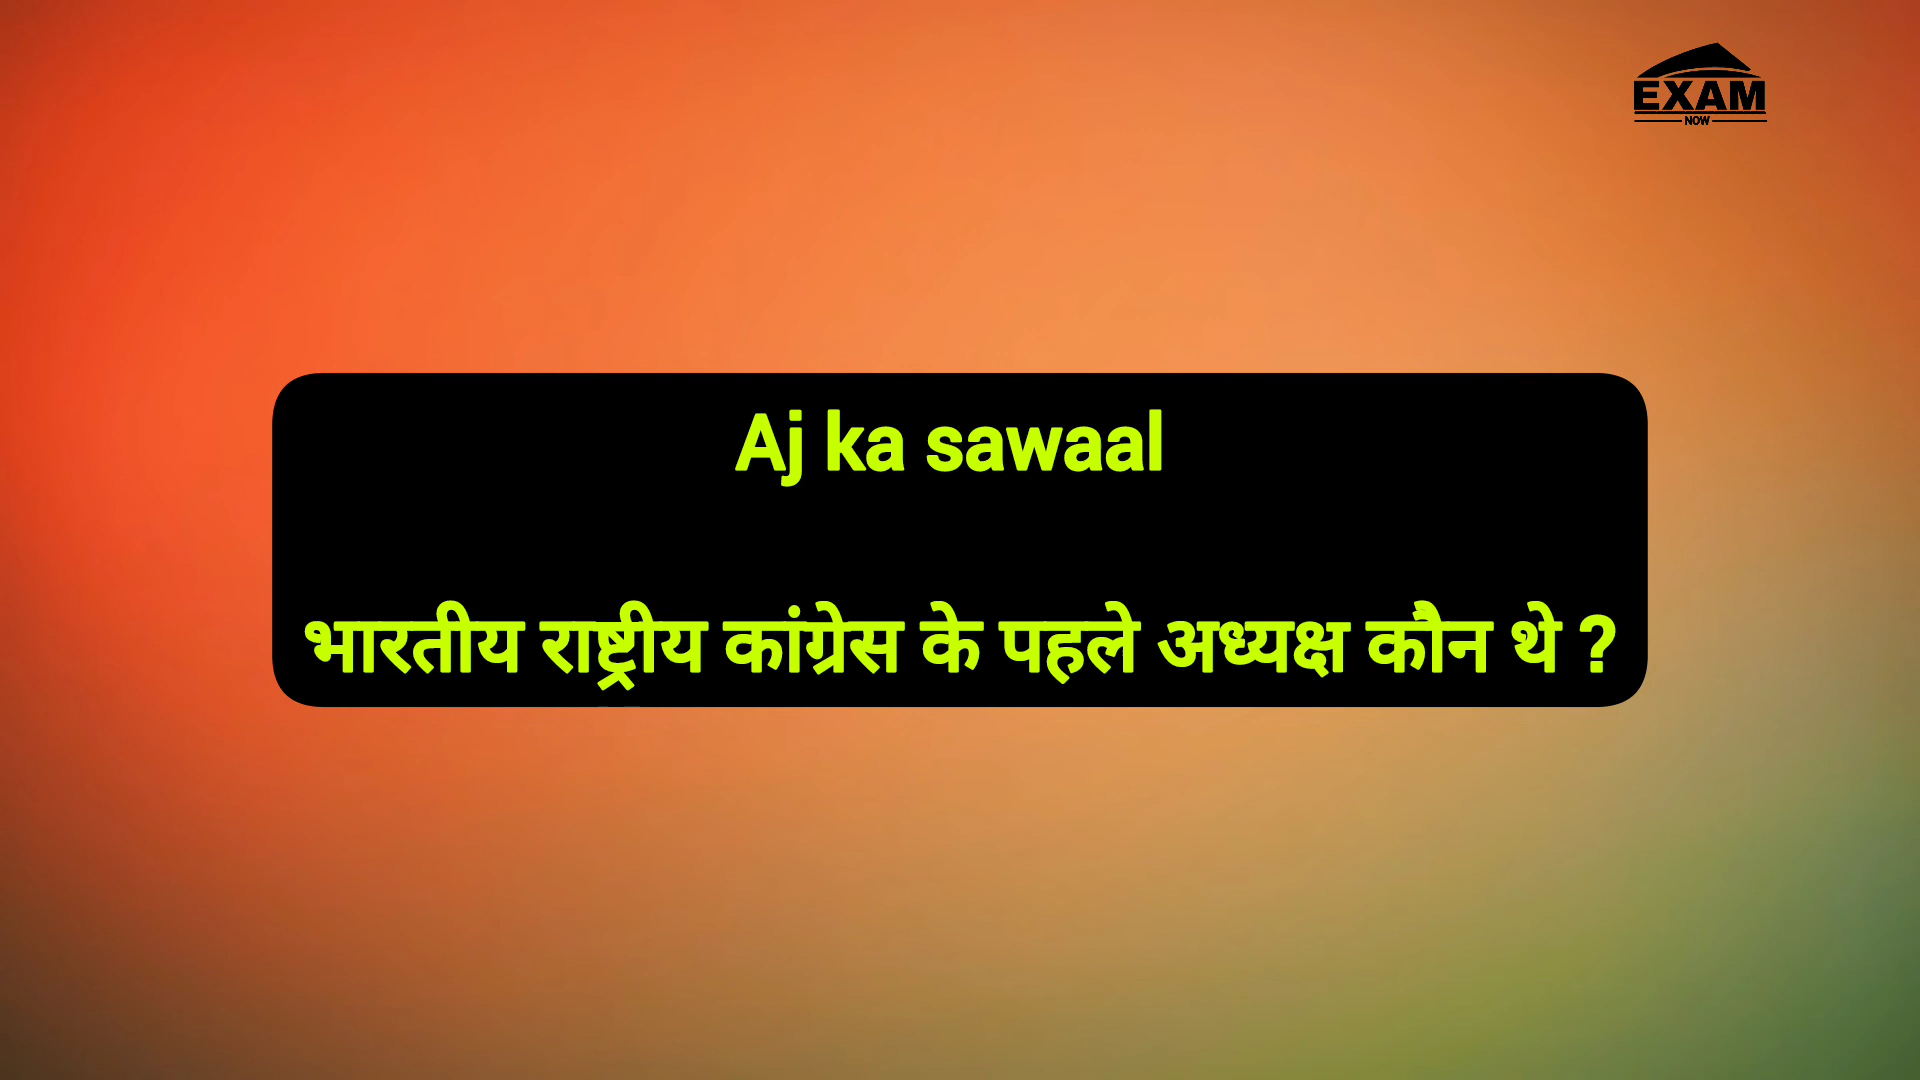 EXAM
NOW
Aj ka sawaal
भारतीय राष्ट्रीय कांग्रेस के पहले अध्यक्ष कौन थे ?